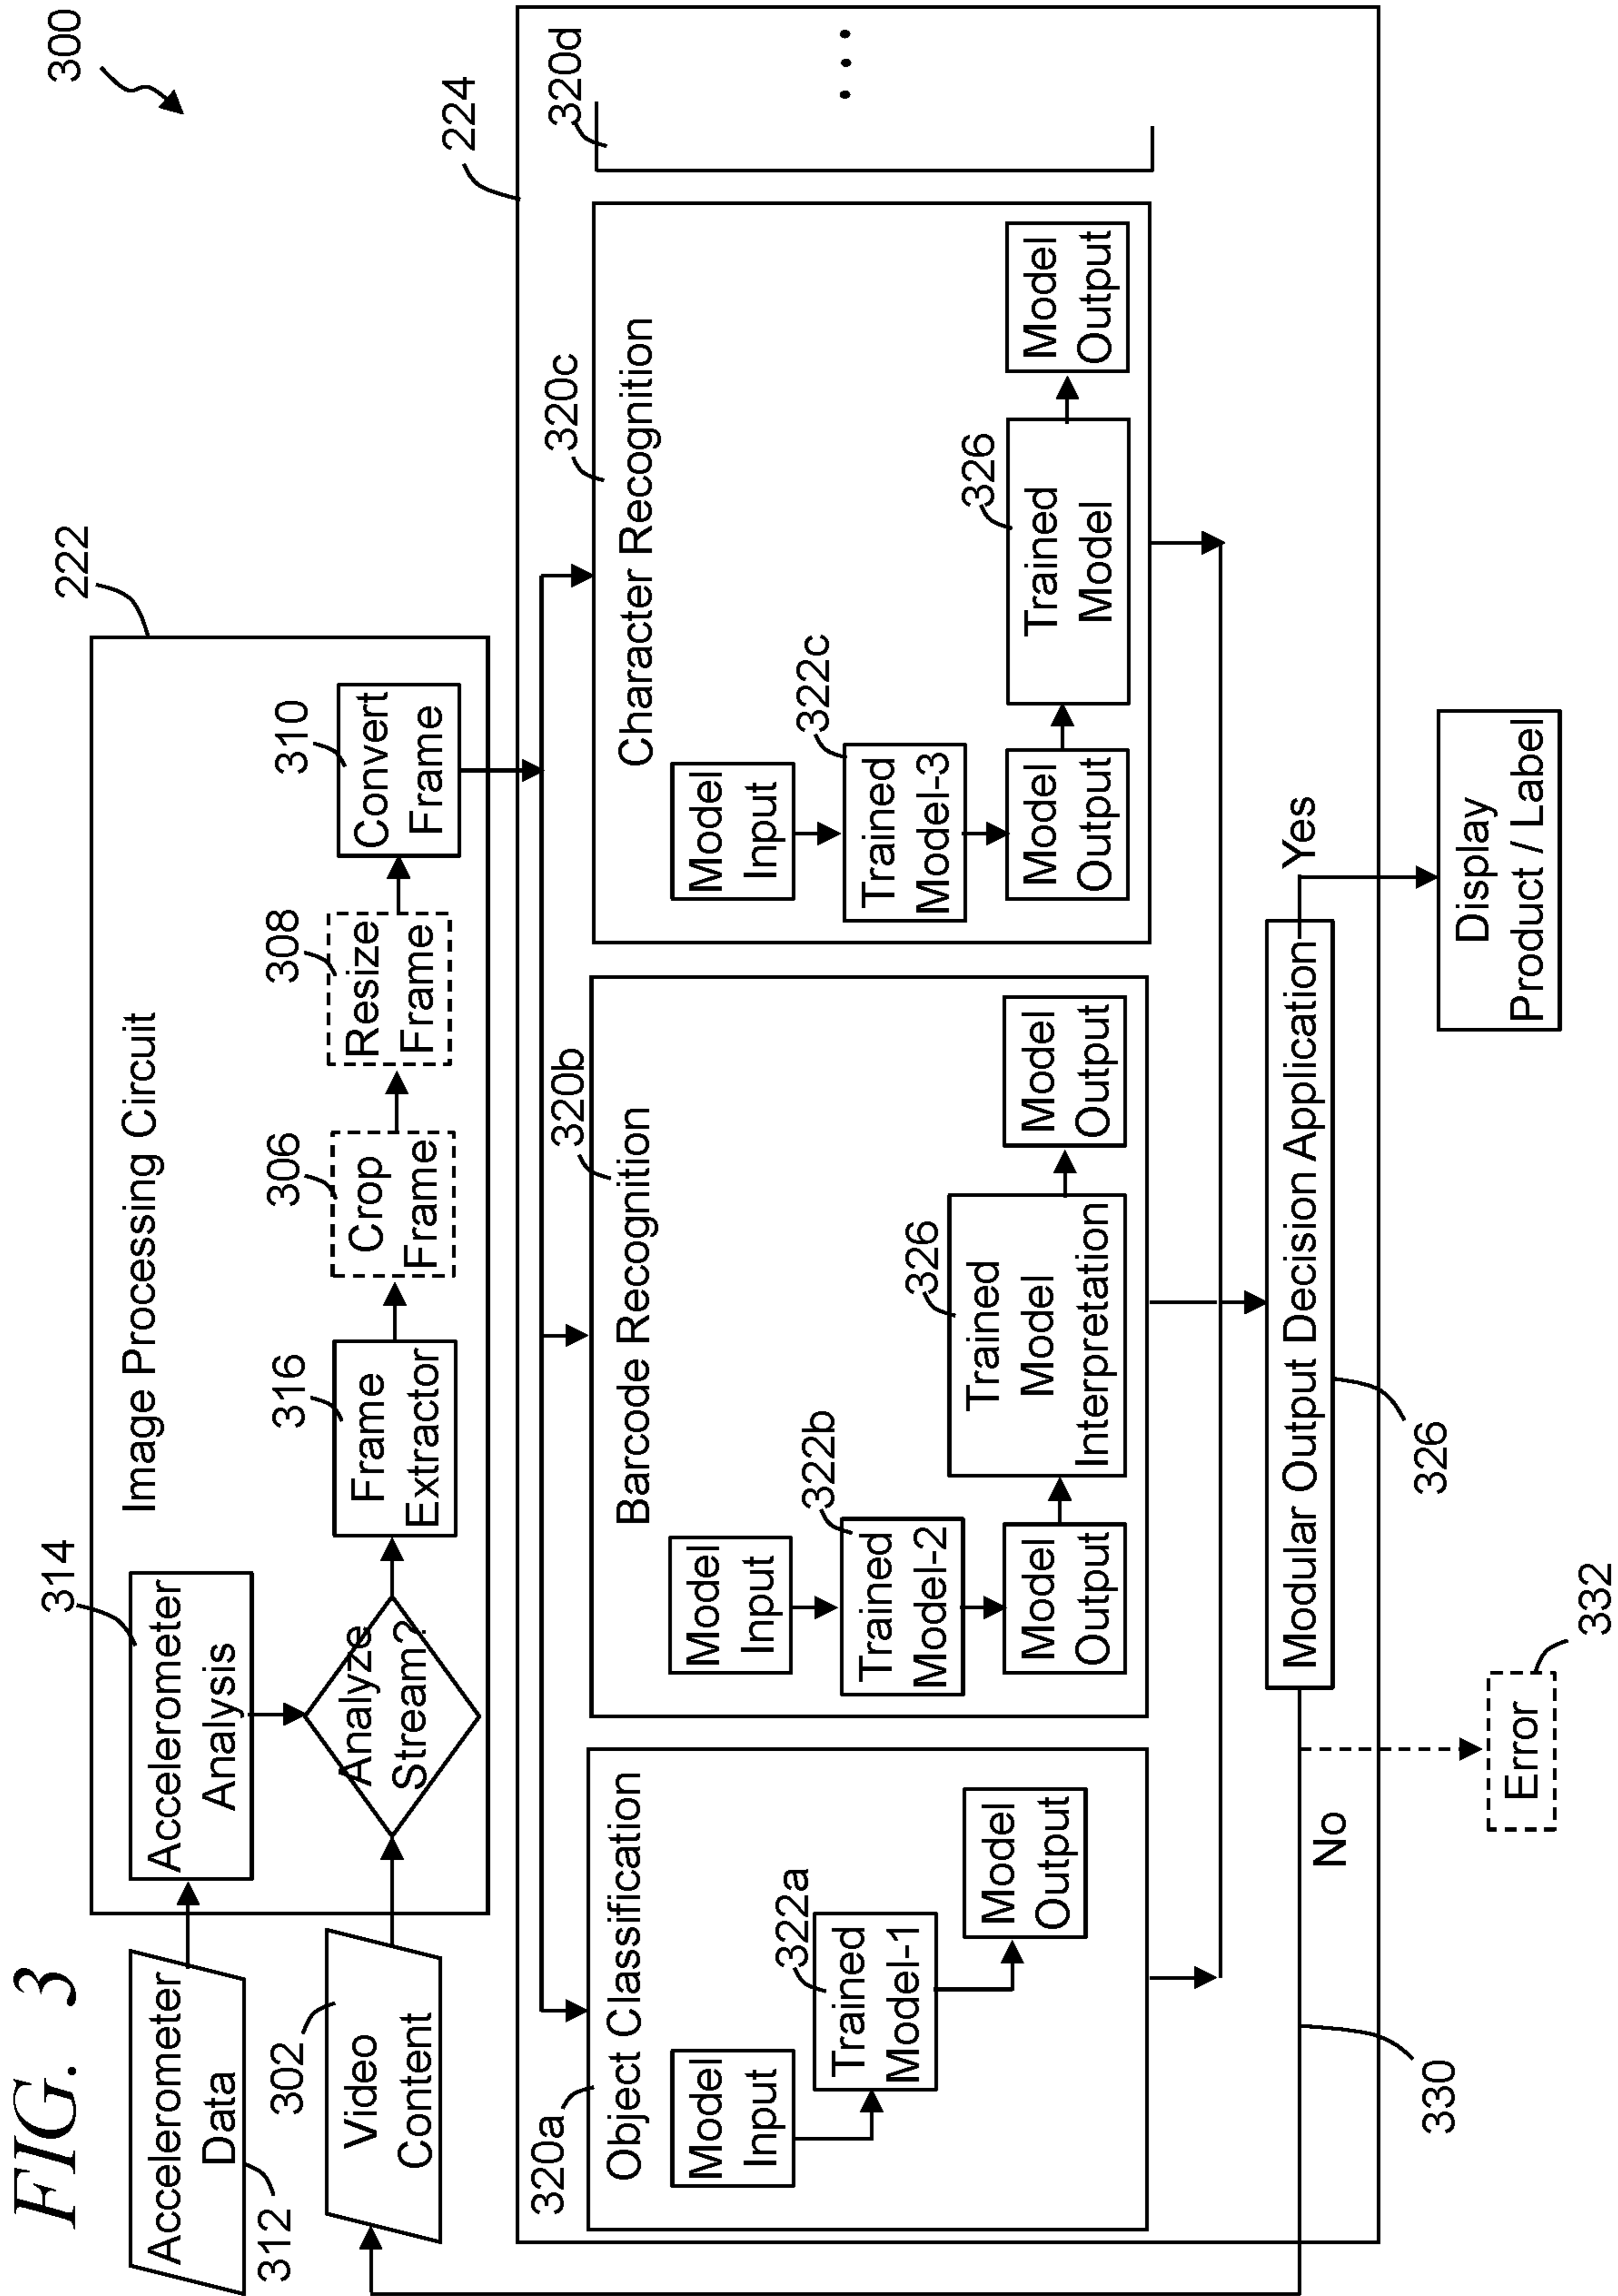 FIG. 3
300
Accelerometer
Data
312
302
Video
Content
222
Image Processing Circuit
314
Accelerometer
Analysis
Analyze
Stream?
316
Frame
Extractor
306
Crop
Frame
308
Resize
Frame
310
Convert
Frame
224
320a
Object Classification
Model
Input
322a
Trained
Model-1
Model
Output
320b
Barcode Recognition
Model
Input
322b
Trained
Model-2
Model
Output
326
Trained
Model
Interpretation
Model
Output
320c
Character Recognition
Model
Input
322c
Trained
Model-3
Model
Output
326
Trained
Model
Model
Output
320d
...
Modular Output Decision Application
326
No
Yes
330
Error
332
Display
Product / Label